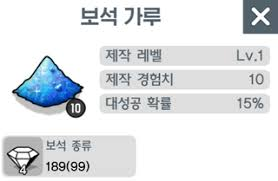 보석 가루
제작 레벨 Lv.1
제작 경험치 10
대성공 확률 15%
10
보석 종류
4
189(99)